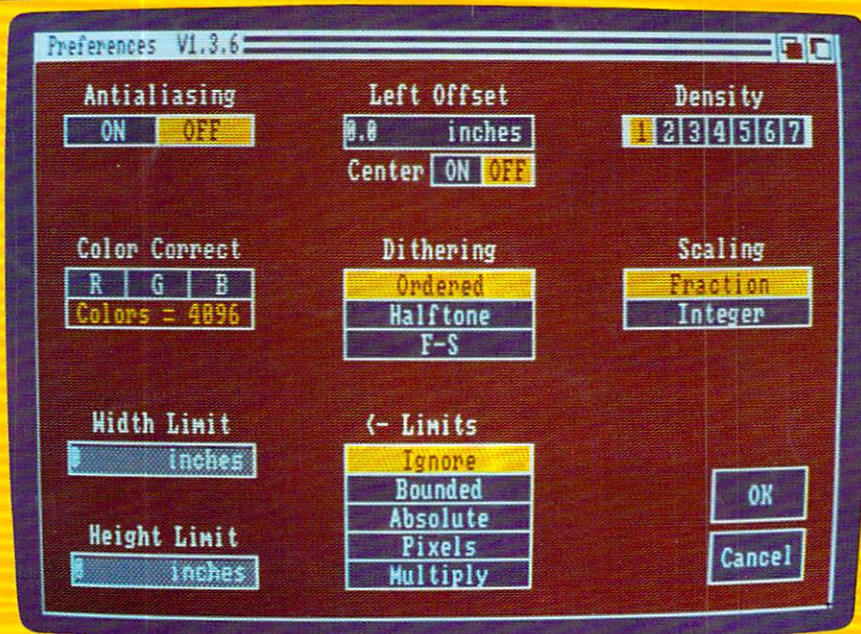 Preferences V1.3.6
Antialiasing
ON OFF
Left Offset
0.0 inches
Center ON OFF
Density
1 2 3 4 5 6 7
Color Correct
R G B
Colors = 4096
Dithering
Ordered
Halftone
F-S
Scaling
Fraction
Integer
Width Limit
0 inches
Height Limit
0 inches
<- Limits
Ignore
Bounded
Absolute
Pixels
Multiply
OK
Cancel